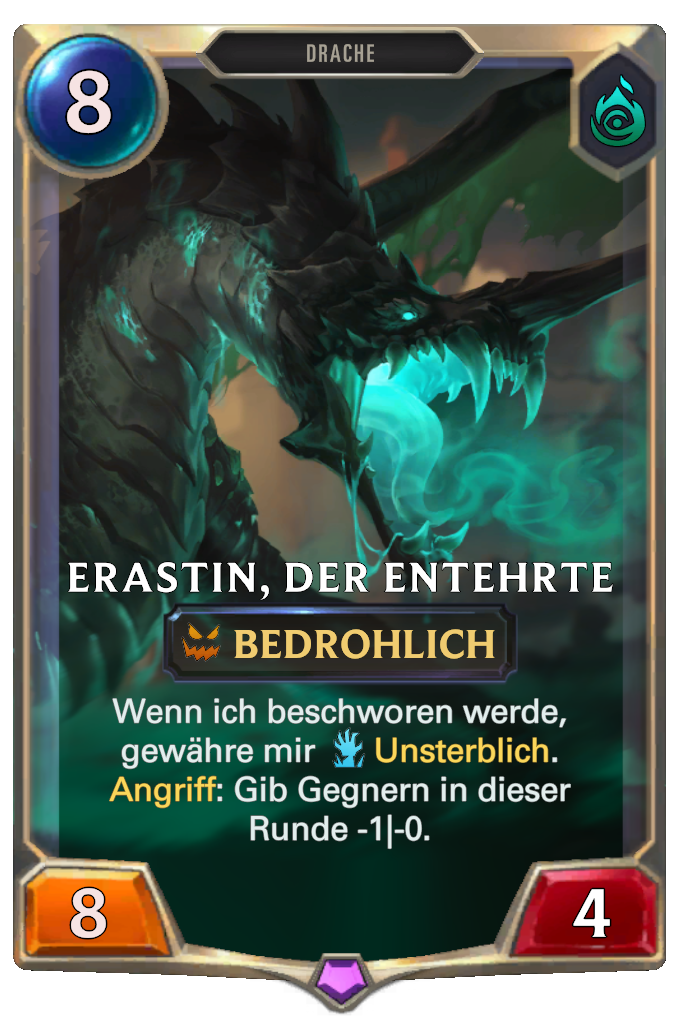 DRACHE
8
ERASTIN, DER ENTEHRTE
BEDROHLICH
Wenn ich beschworen werde,
gewähre mir Unsterblich.
Angriff: Gib Gegnern in dieser
Runde -1|-0.
8
4